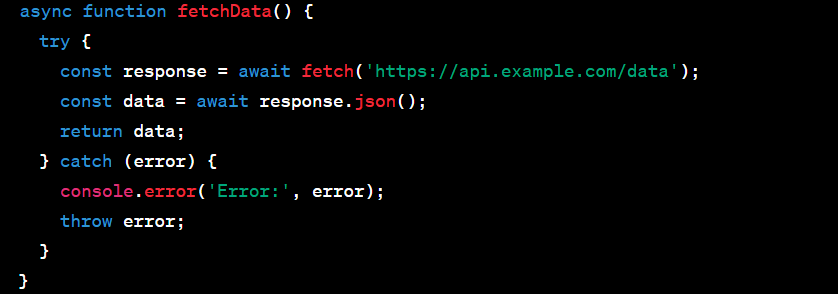 async function fetchData() {
  try {
    const response = await fetch('https://api.example.com/data');
    const data = await response.json();
    return data;
  } catch (error) {
    console.error('Error:', error);
    throw error;
  }
}